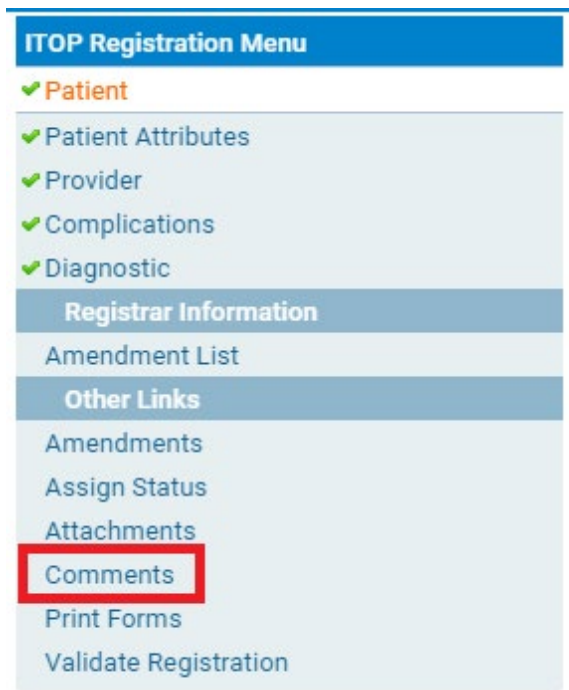 ITOP Registration Menu
Patient
Patient Attributes
Provider
Complications
Diagnostic
Registrar Information
Amendment List
Other Links
Amendments
Assign Status
Attachments
Comments
Print Forms
Validate Registration